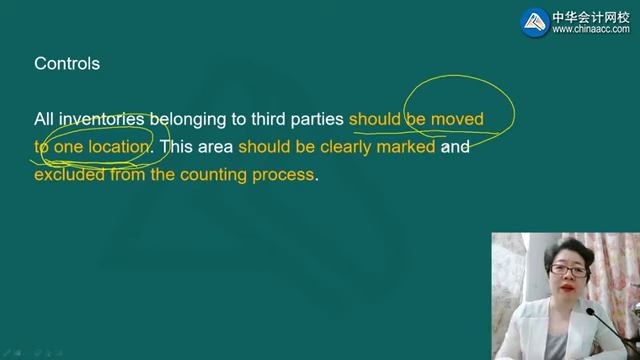 中华会计网校
www.chinaacc.com
Controls
All inventories belonging to third parties should be moved
to one location. This area should be clearly marked and
excluded from the counting process.